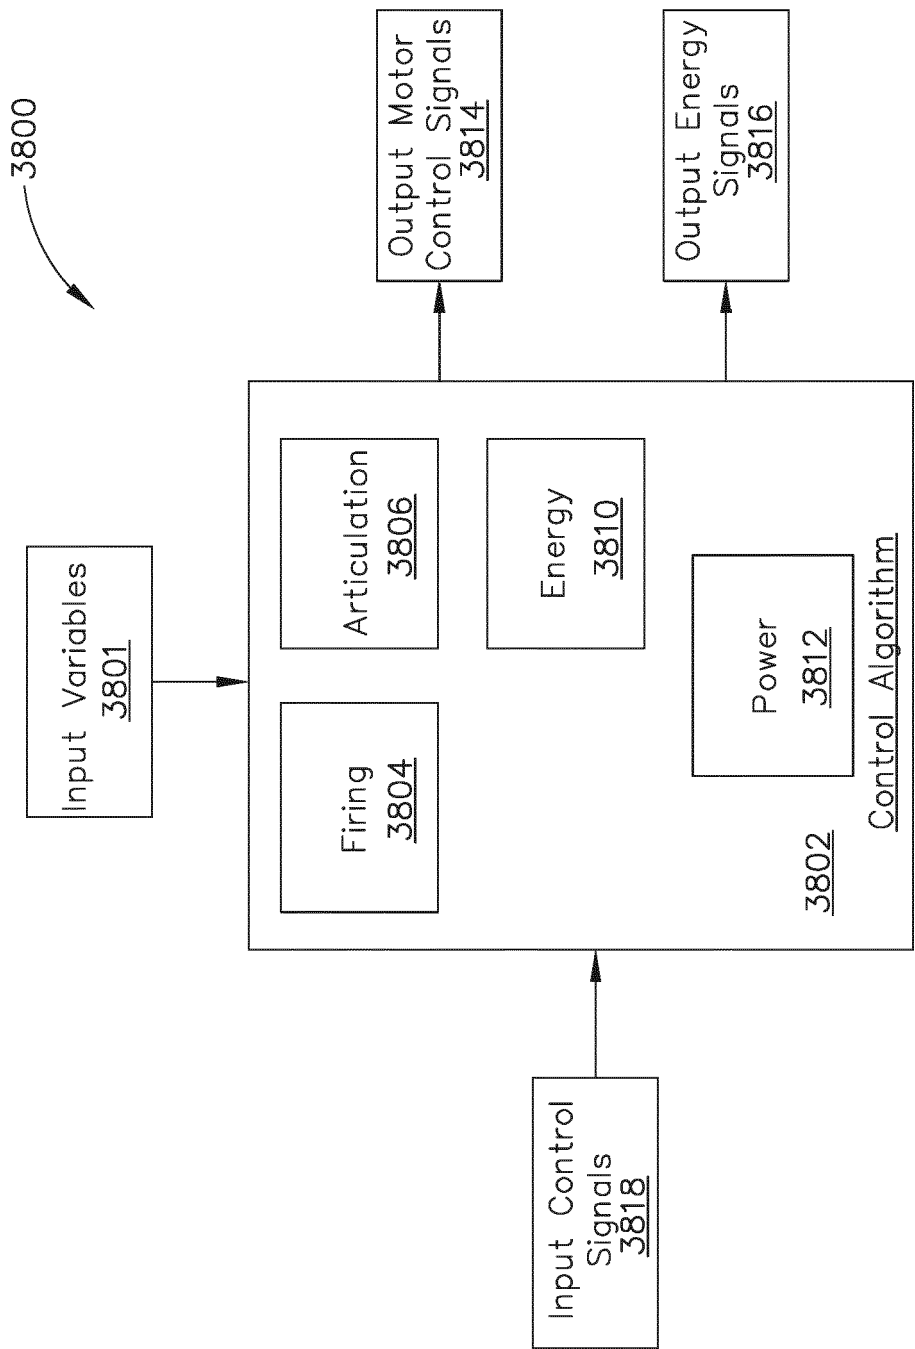 3800
Input Variables
3801
Output Motor
Control Signals
3814
Output Energy
Signals
3816
Firing
3804
Articulation
3806
Energy
3810
Power
3812
3802
Control Algorithm
Input Control
Signals
3818